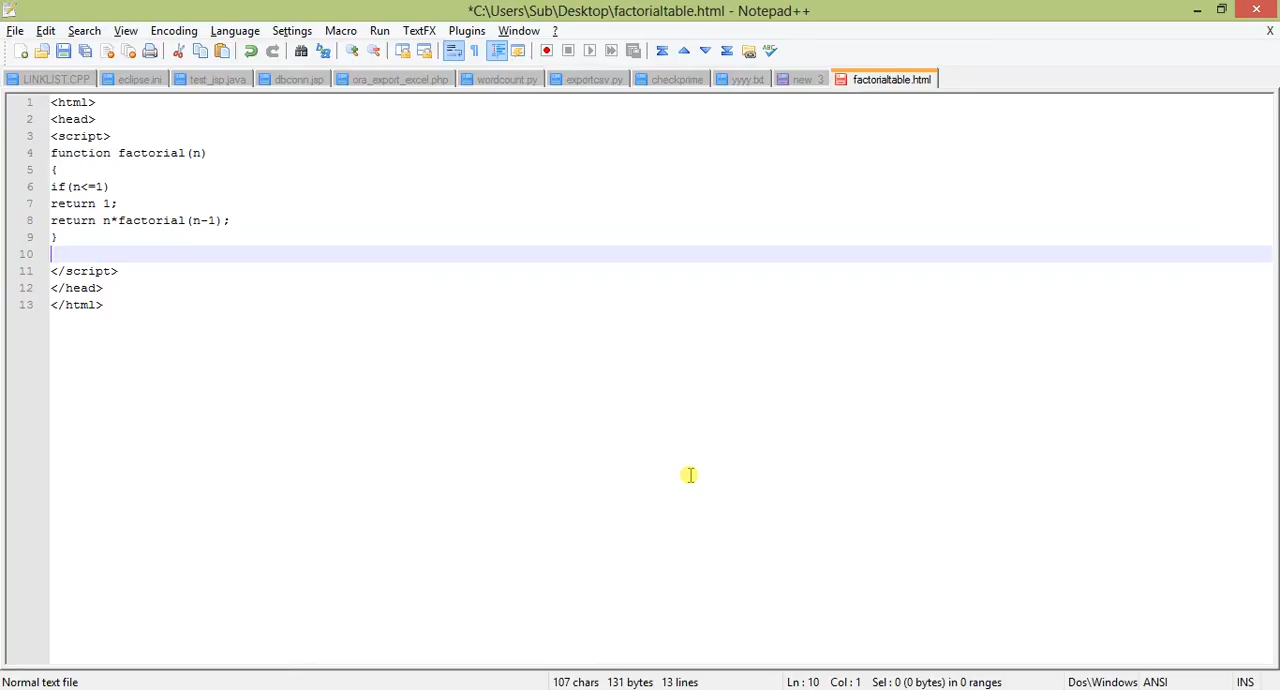 *C:\Users\Sub\Desktop\factorialtable.html - Notepad++
File Edit Search View Encoding Language Settings Macro Run TextFX Plugins Window ? X
LINKLIST.CPP eclipse.ini test_jsp.java dbconn.jsp ora_export_excel.php wordcount.py exportcsv.py checkprime yyyy.txt new 3 factorialtable.html
1 <html>
2 <head>
3 <script>
4 function factorial(n)
5 {
6 if(n<=1)
7 return 1;
8 return n*factorial(n-1);
9 }
10
11 </script>
12 </head>
13 </html>
Normal text file 107 chars 131 bytes 13 lines Ln : 10 Col : 1 Sel : 0 (0 bytes) in 0 ranges Dos\Windows ANSI INS